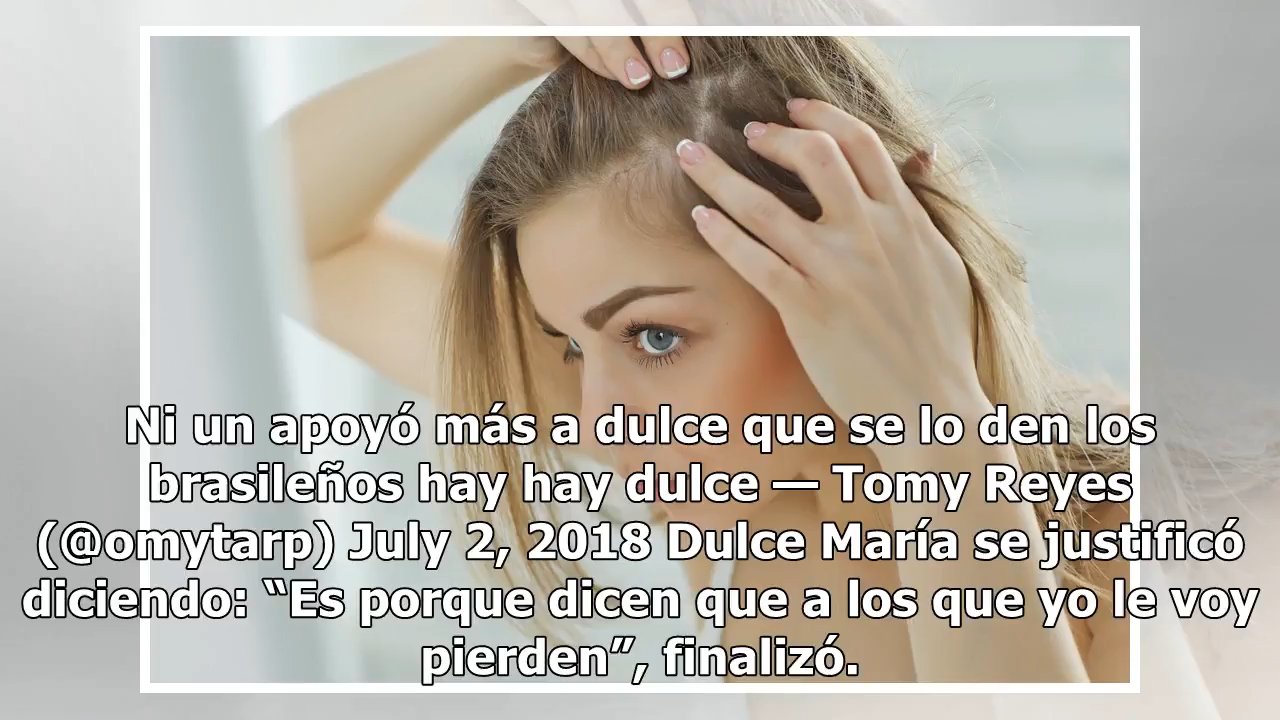 Ni un apoyó más a dulce que se lo den los
brasileños hay hay dulce — Tomy Reyes
(@omytarp) July 2, 2018 Dulce María se justificó
diciendo: “Es porque dicen que a los que yo le voy
pierden”, finalizó.